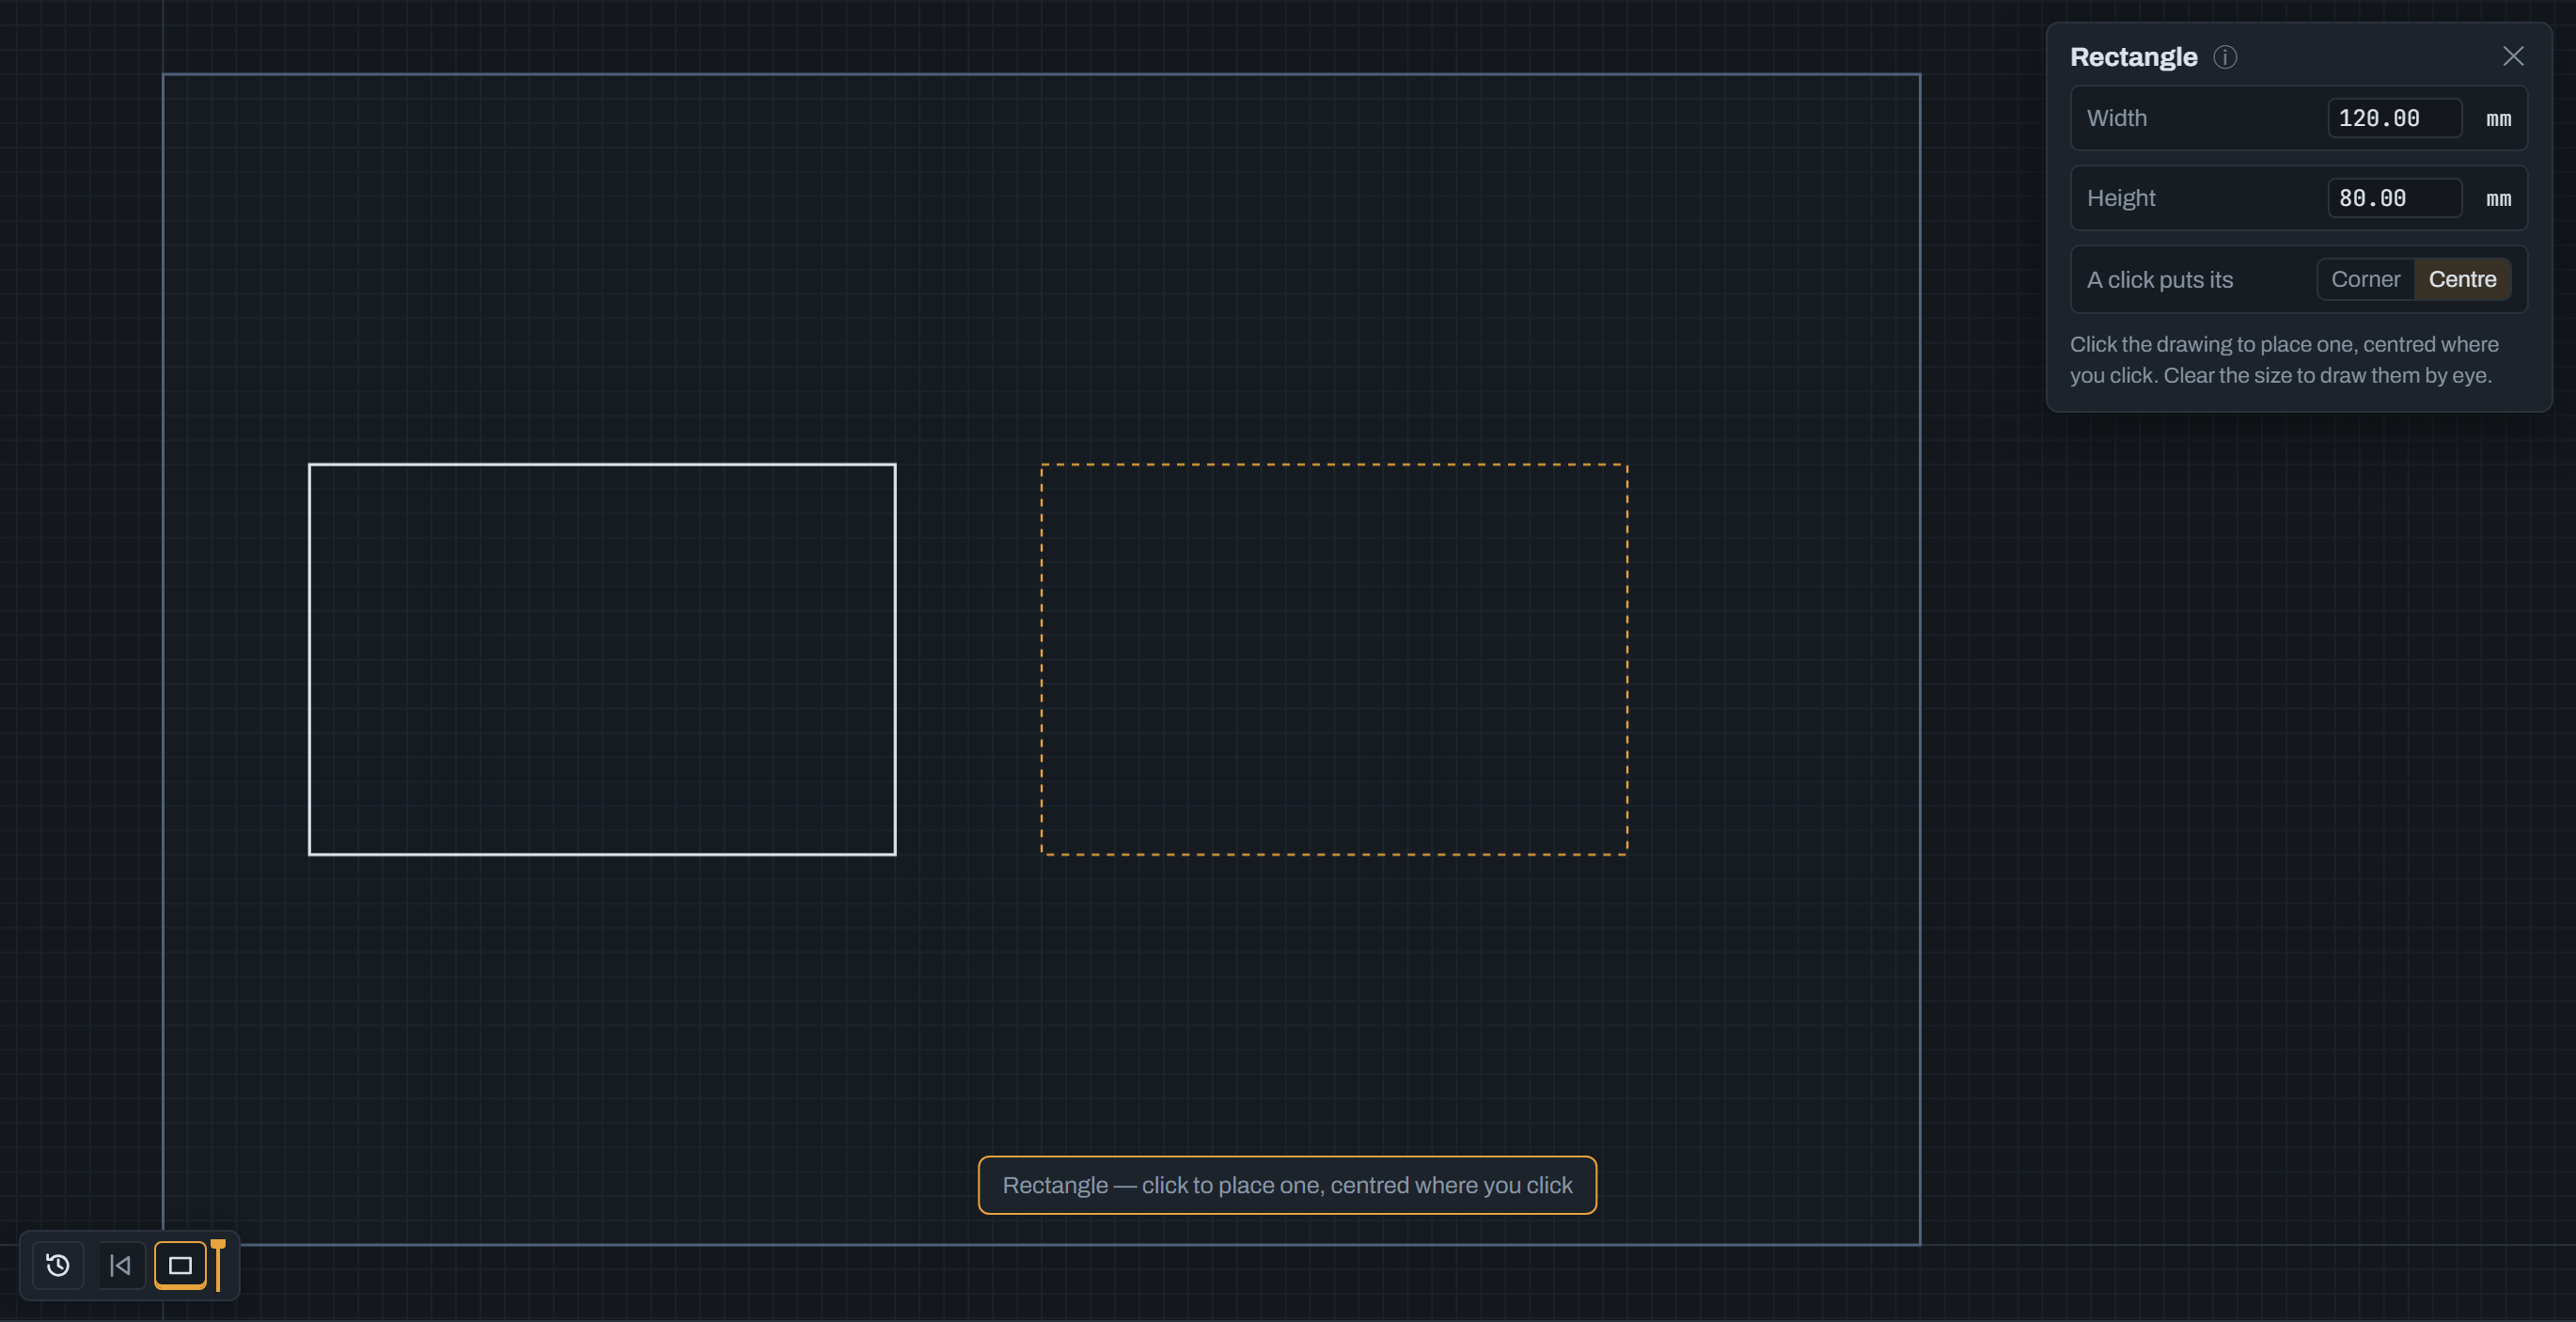 Rectangle
Width 120.00 mm
Height 80.00 mm
A click puts its Corner Centre
Click the drawing to place one, centred where
you click. Clear the size to draw them by eye.
Rectangle — click to place one, centred where you click